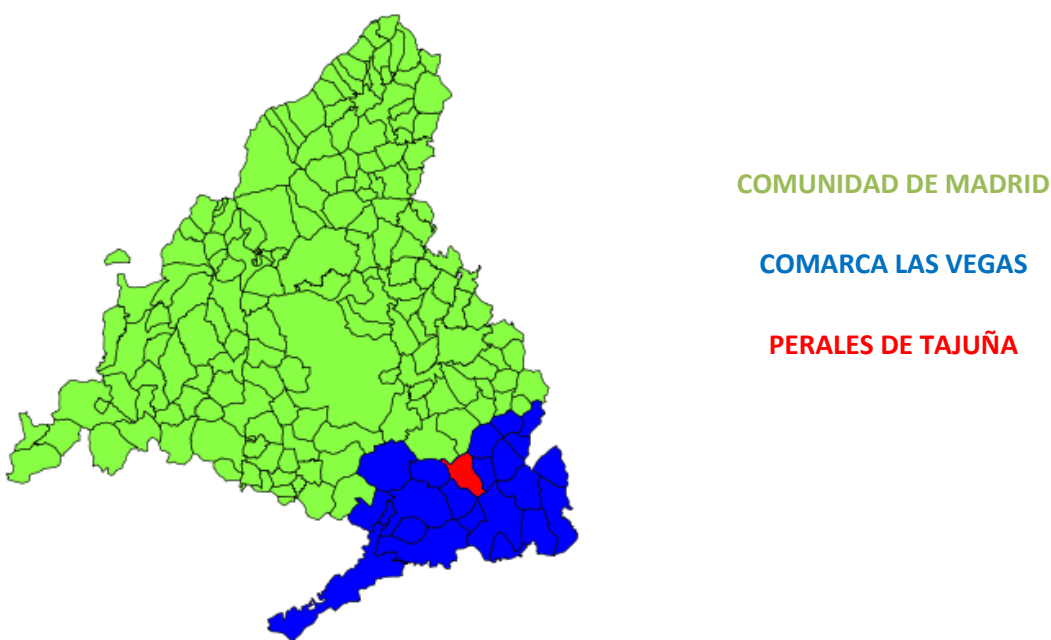 COMUNIDAD DE MADRID
COMARCA LAS VEGAS
PERALES DE TAJUÑA